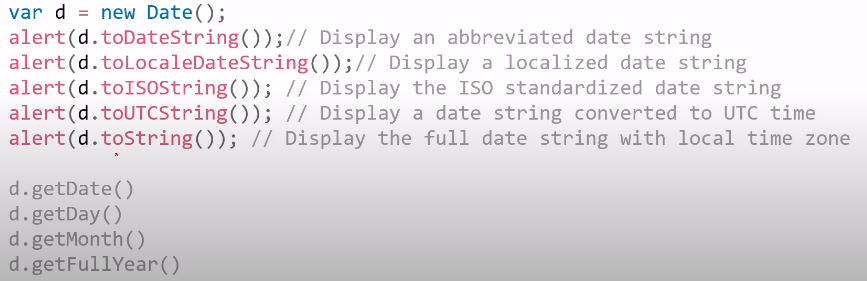 var d = new Date();
alert(d.toDateString());// Display an abbreviated date string
alert(d.toLocaleDateString());// Display a localized date string
alert(d.toISOString()); // Display the ISO standardized date string
alert(d.toUTCString()); // Display a date string converted to UTC time
alert(d.toString()); // Display the full date string with local time zone
d.getDate()
d.getDay()
d.getMonth()
d.getFullYear()